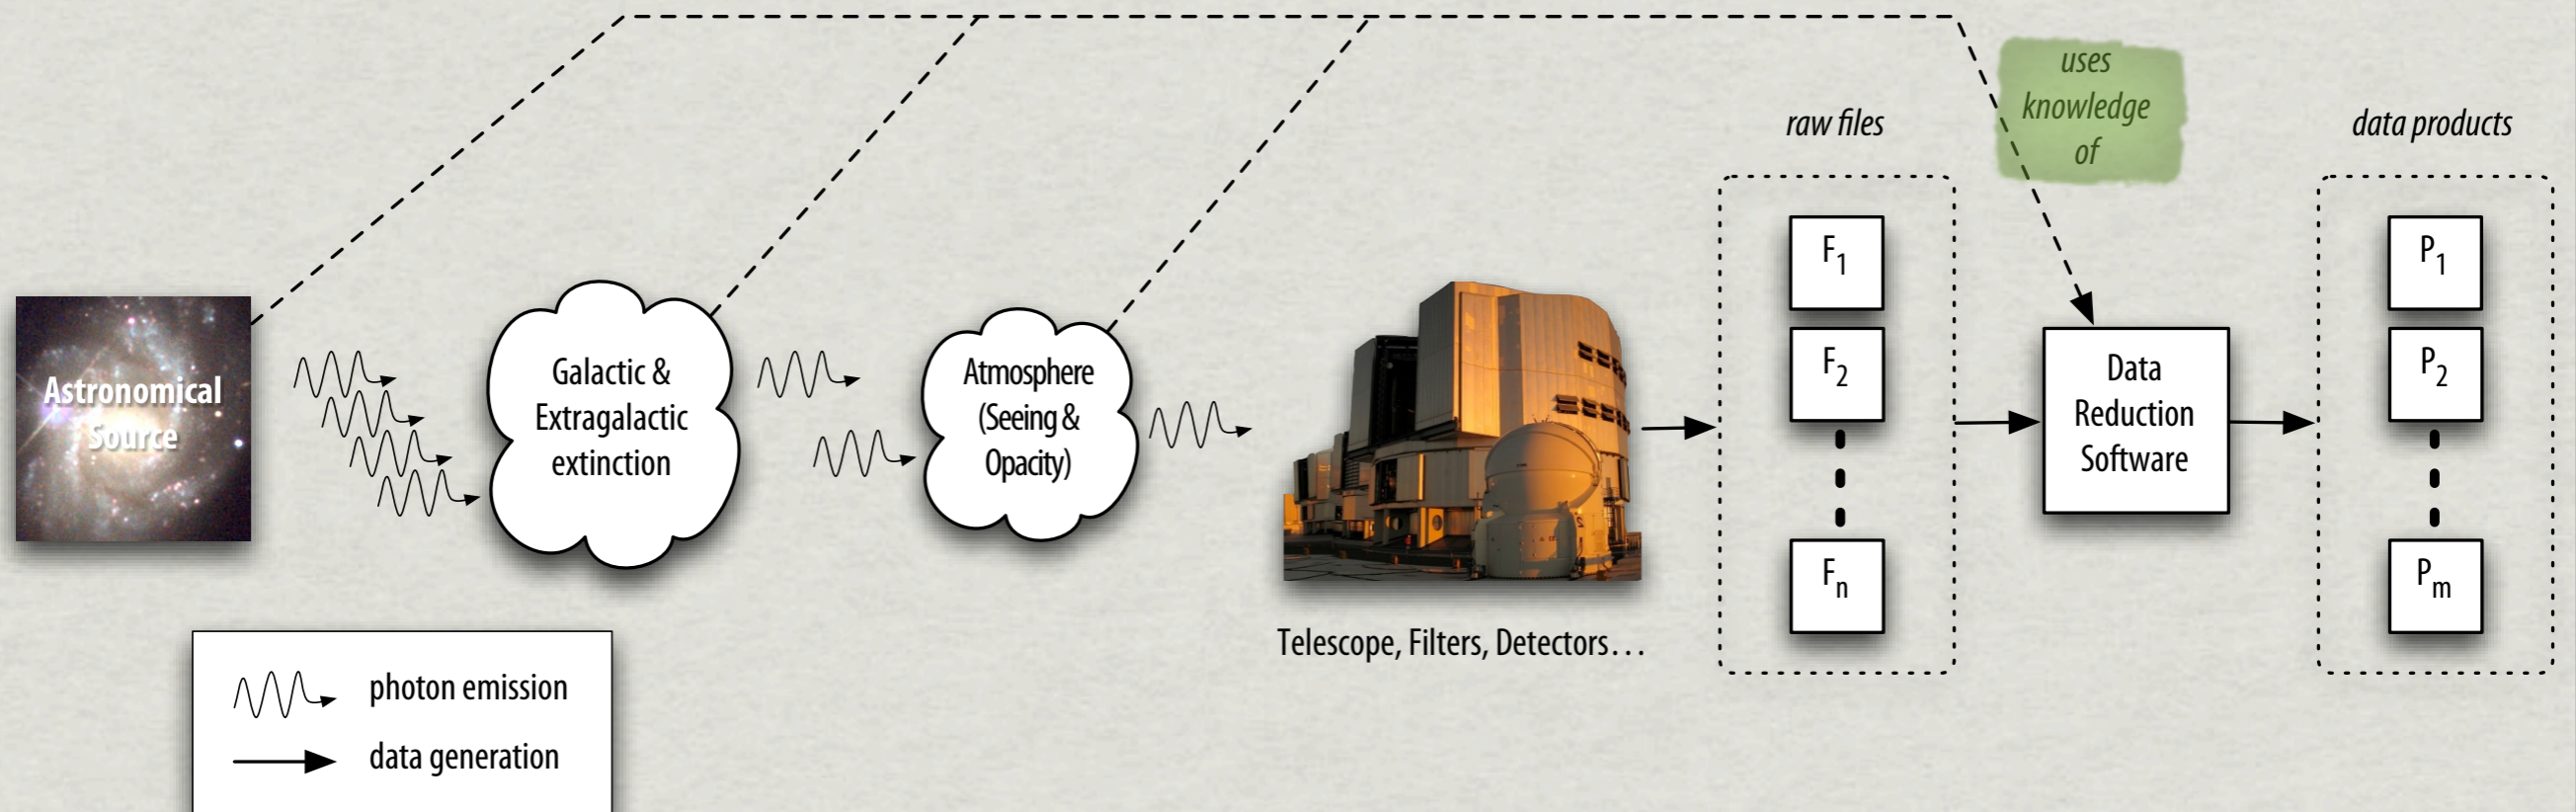 uses
knowledge
of
raw files
data products
Astronomical
Source
Galactic &
Extragalactic
extinction
Atmosphere
(Seeing &
Opacity)
Telescope, Filters, Detectors…
F1
F2
Fn
Data
Reduction
Software
P1
P2
Pm
photon emission
data generation